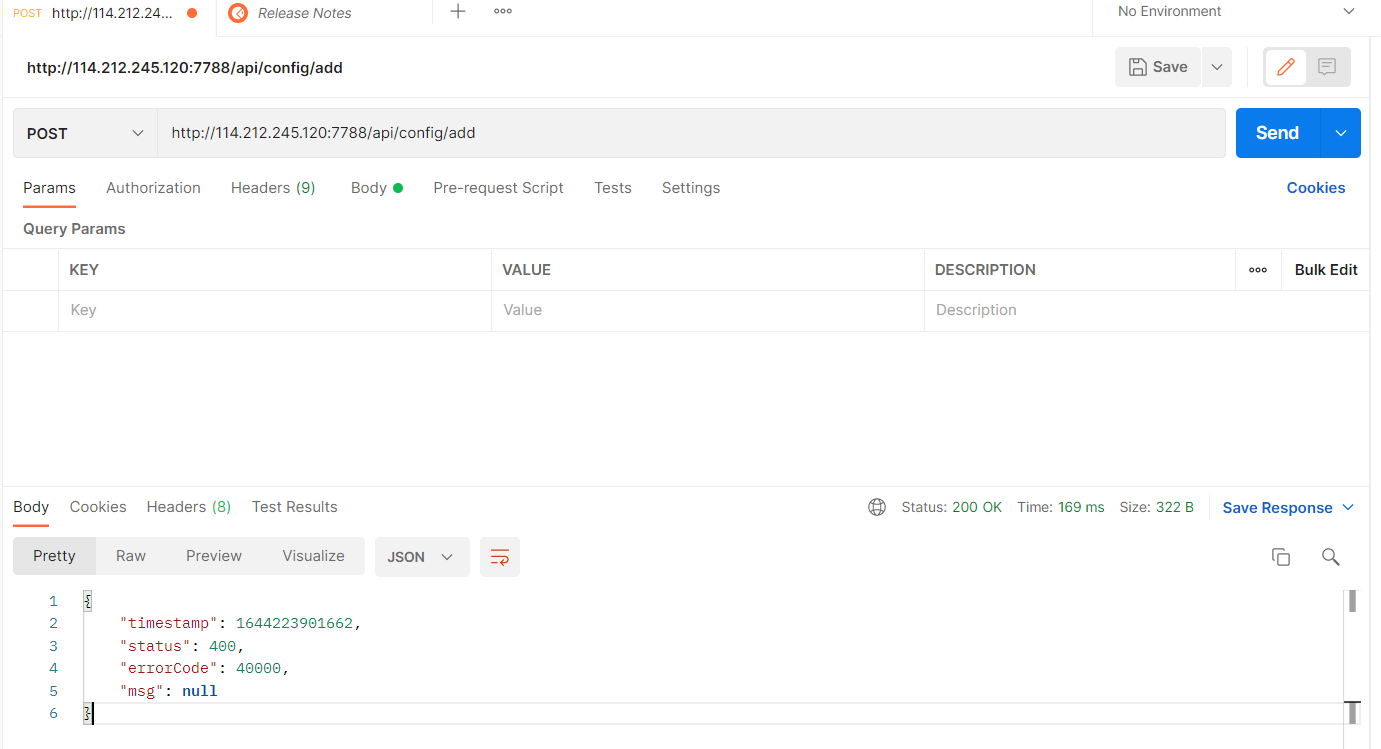 POST http://114.212.24... Release Notes No Environment
http://114.212.245.120:7788/api/config/add Save
POST http://114.212.245.120:7788/api/config/add Send
Params Authorization Headers (9) Body Pre-request Script Tests Settings Cookies
Query Params
KEY VALUE DESCRIPTION Bulk Edit
Key Value Description
Body Cookies Headers (8) Test Results Status: 200 OK Time: 169 ms Size: 322 B Save Response
Pretty Raw Preview Visualize JSON
1 {
2 "timestamp": 1644223901662,
3 "status": 400,
4 "errorCode": 40000,
5 "msg": null
6 }